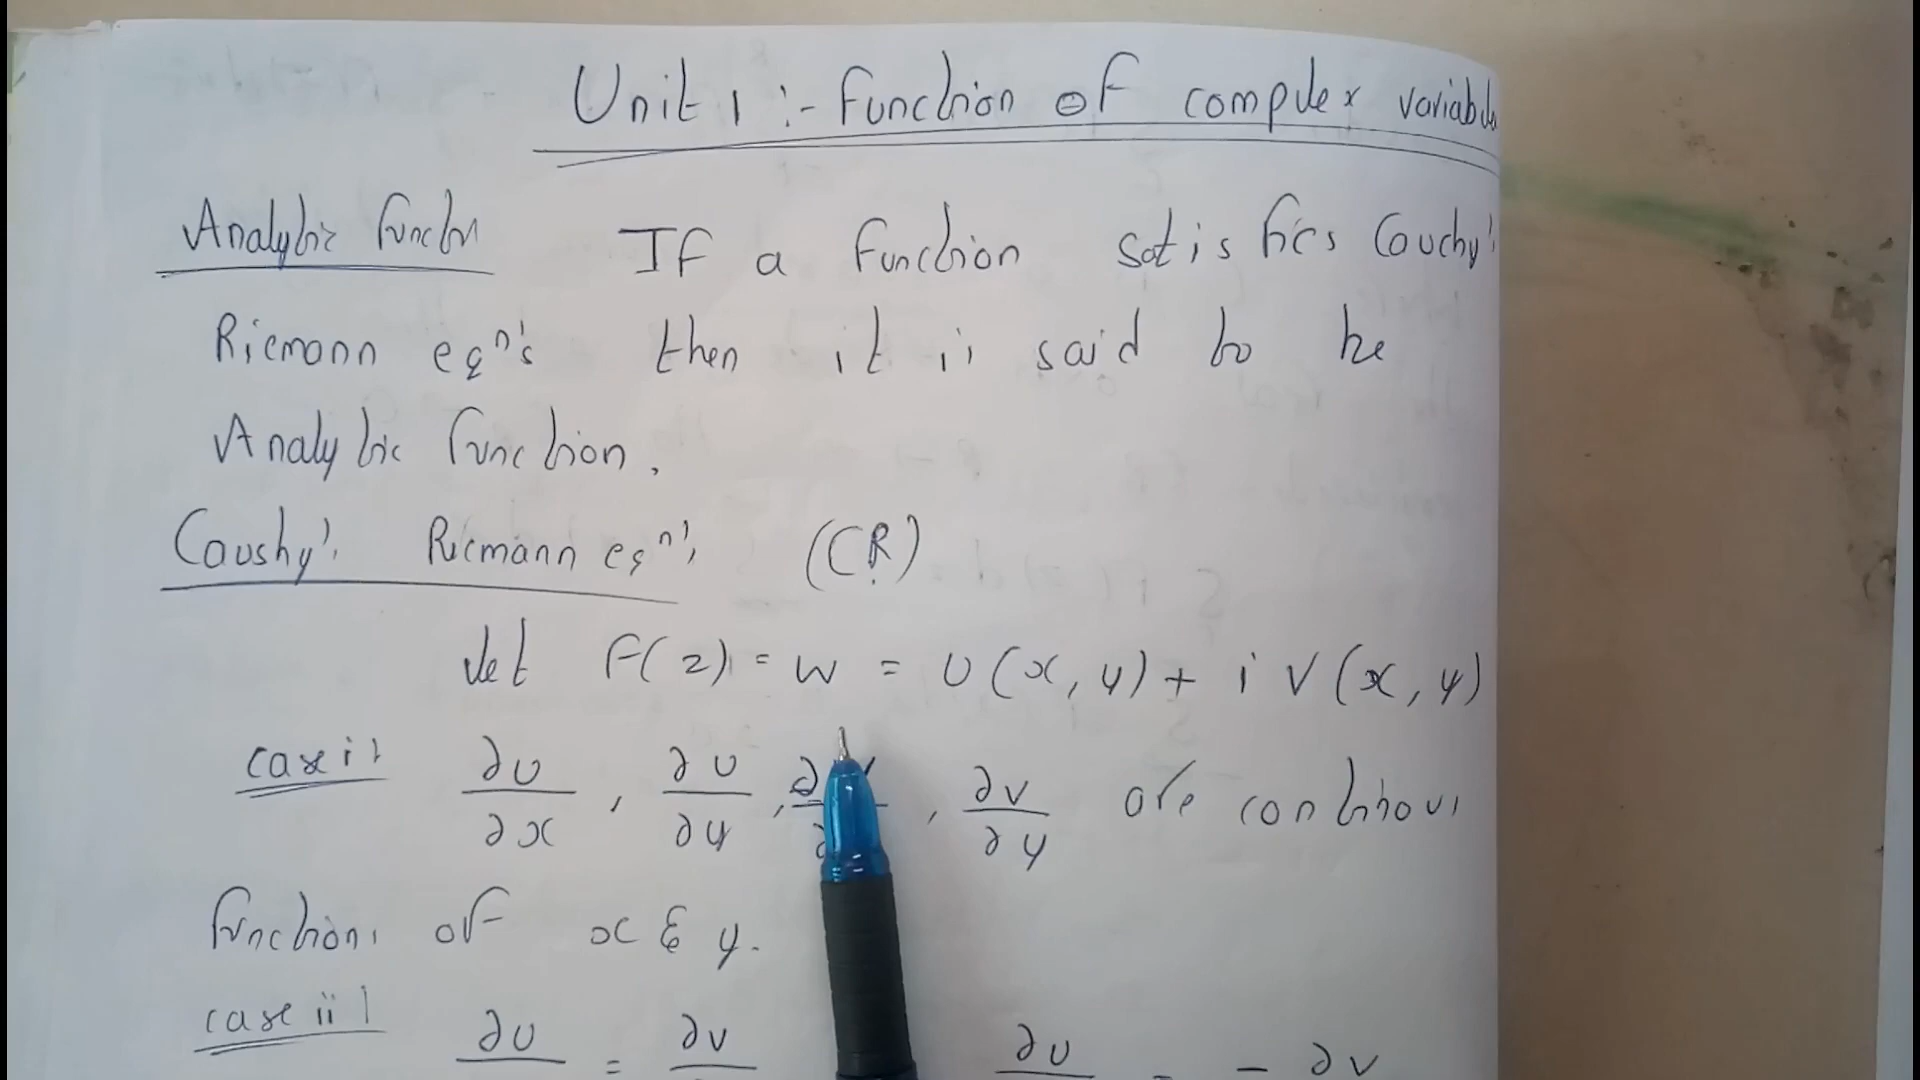 Unit 1 :- Function of complex variable
Analytic function If a function satisfies Cauchy's
Riemann eqn's then it is said to be
Analytic function.
Caushy's Riemann eqn's (CR)
Let F(z) = w = u(x, y) + i v(x, y)
case i) ∂u/∂x , ∂u/∂y , , ∂v/∂y are continuous
functions of x & y.
case ii) ∂u = ∂v ∂u = - ∂v